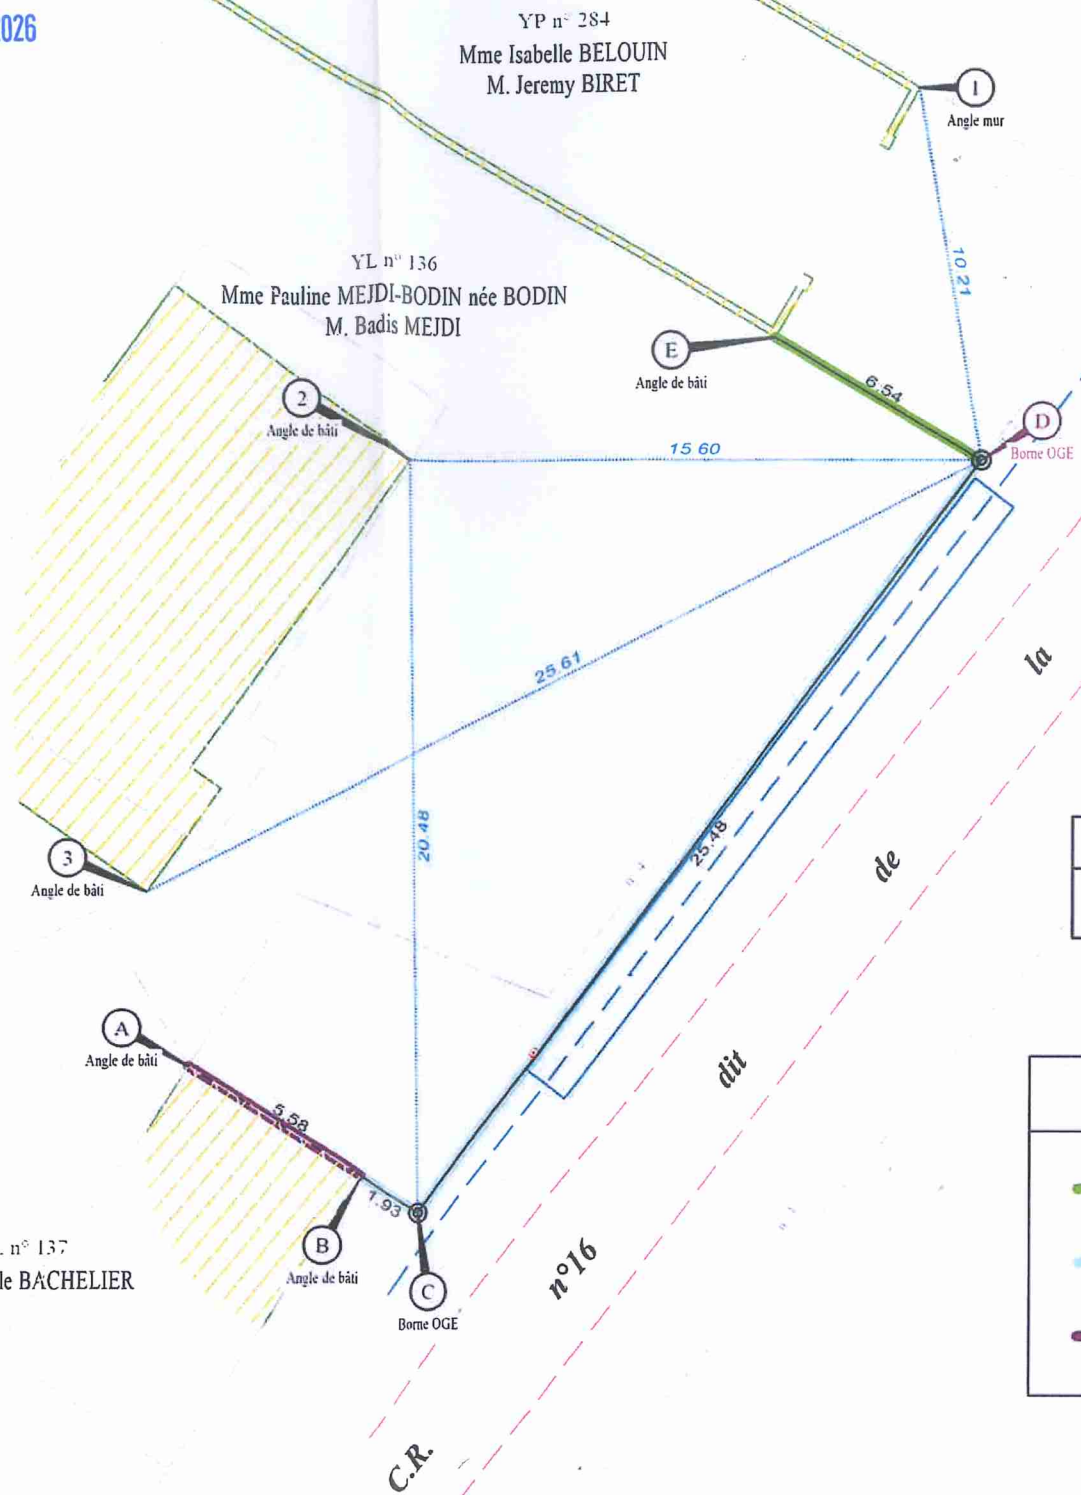 026
YP n° 284
Mme Isabelle BELOUIN
M. Jeremy BIRET
1
Angle mur
10 21
YL n° 136
Mme Pauline MEJDI-BODIN née BODIN
M. Badis MEJDI
E
Angle de bâti
6.54
2
Angle de bâti
D
Borne OGE
15 60
25.61
la
20.48
25.48
3
Angle de bâti
de
A
Angle de bâti
dit
5.58
1.93
B
Angle de bâti
n° 137
le BACHELIER
C
Borne OGE
n°16
C.R.